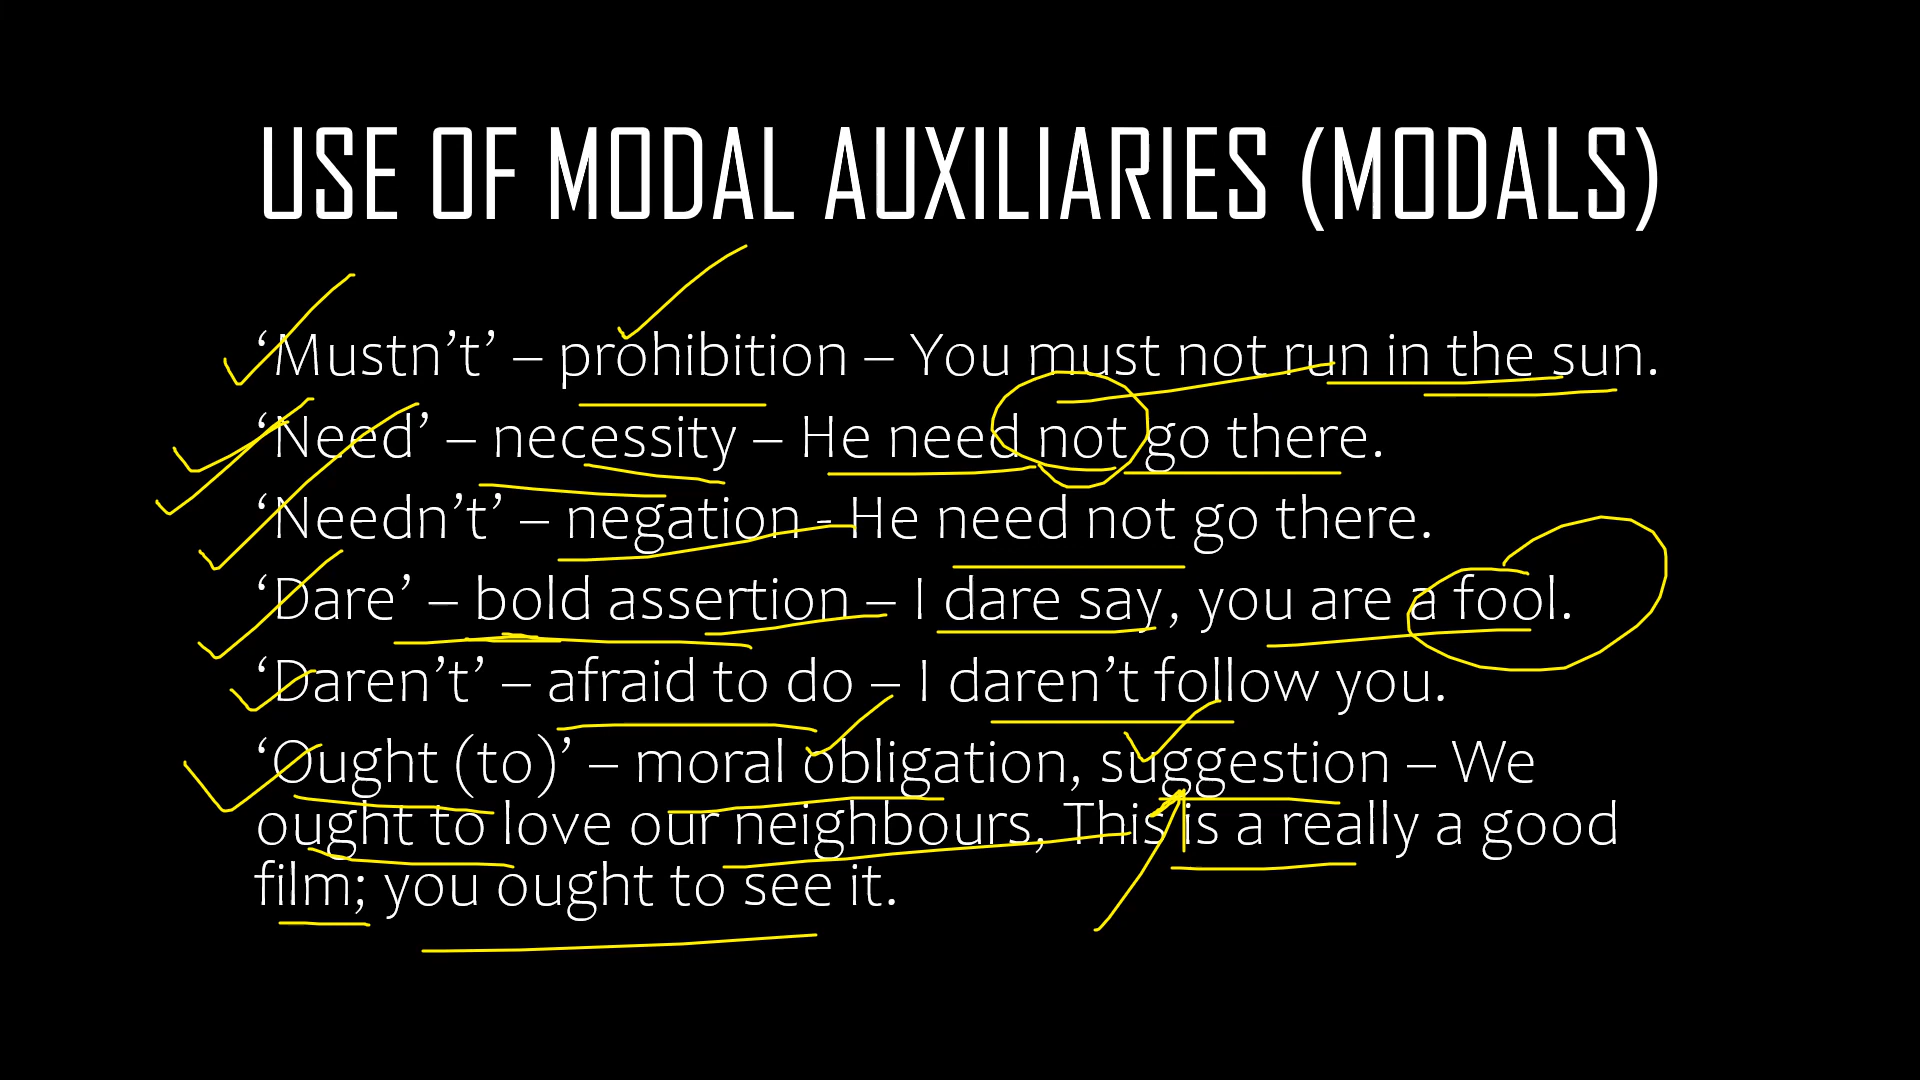 USE OF MODAL AUXILIARIES (MODALS)
‘Mustn’t’ – prohibition – You must not run in the sun.
‘Need’ – necessity – He need not go there.
‘Needn’t’ – negation - He need not go there.
‘Dare’ – bold assertion – I dare say, you are a fool.
‘Daren’t’ – afraid to do – I daren’t follow you.
‘Ought (to)’ – moral obligation, suggestion – We
ought to love our neighbours, This is a really a good
film; you ought to see it.